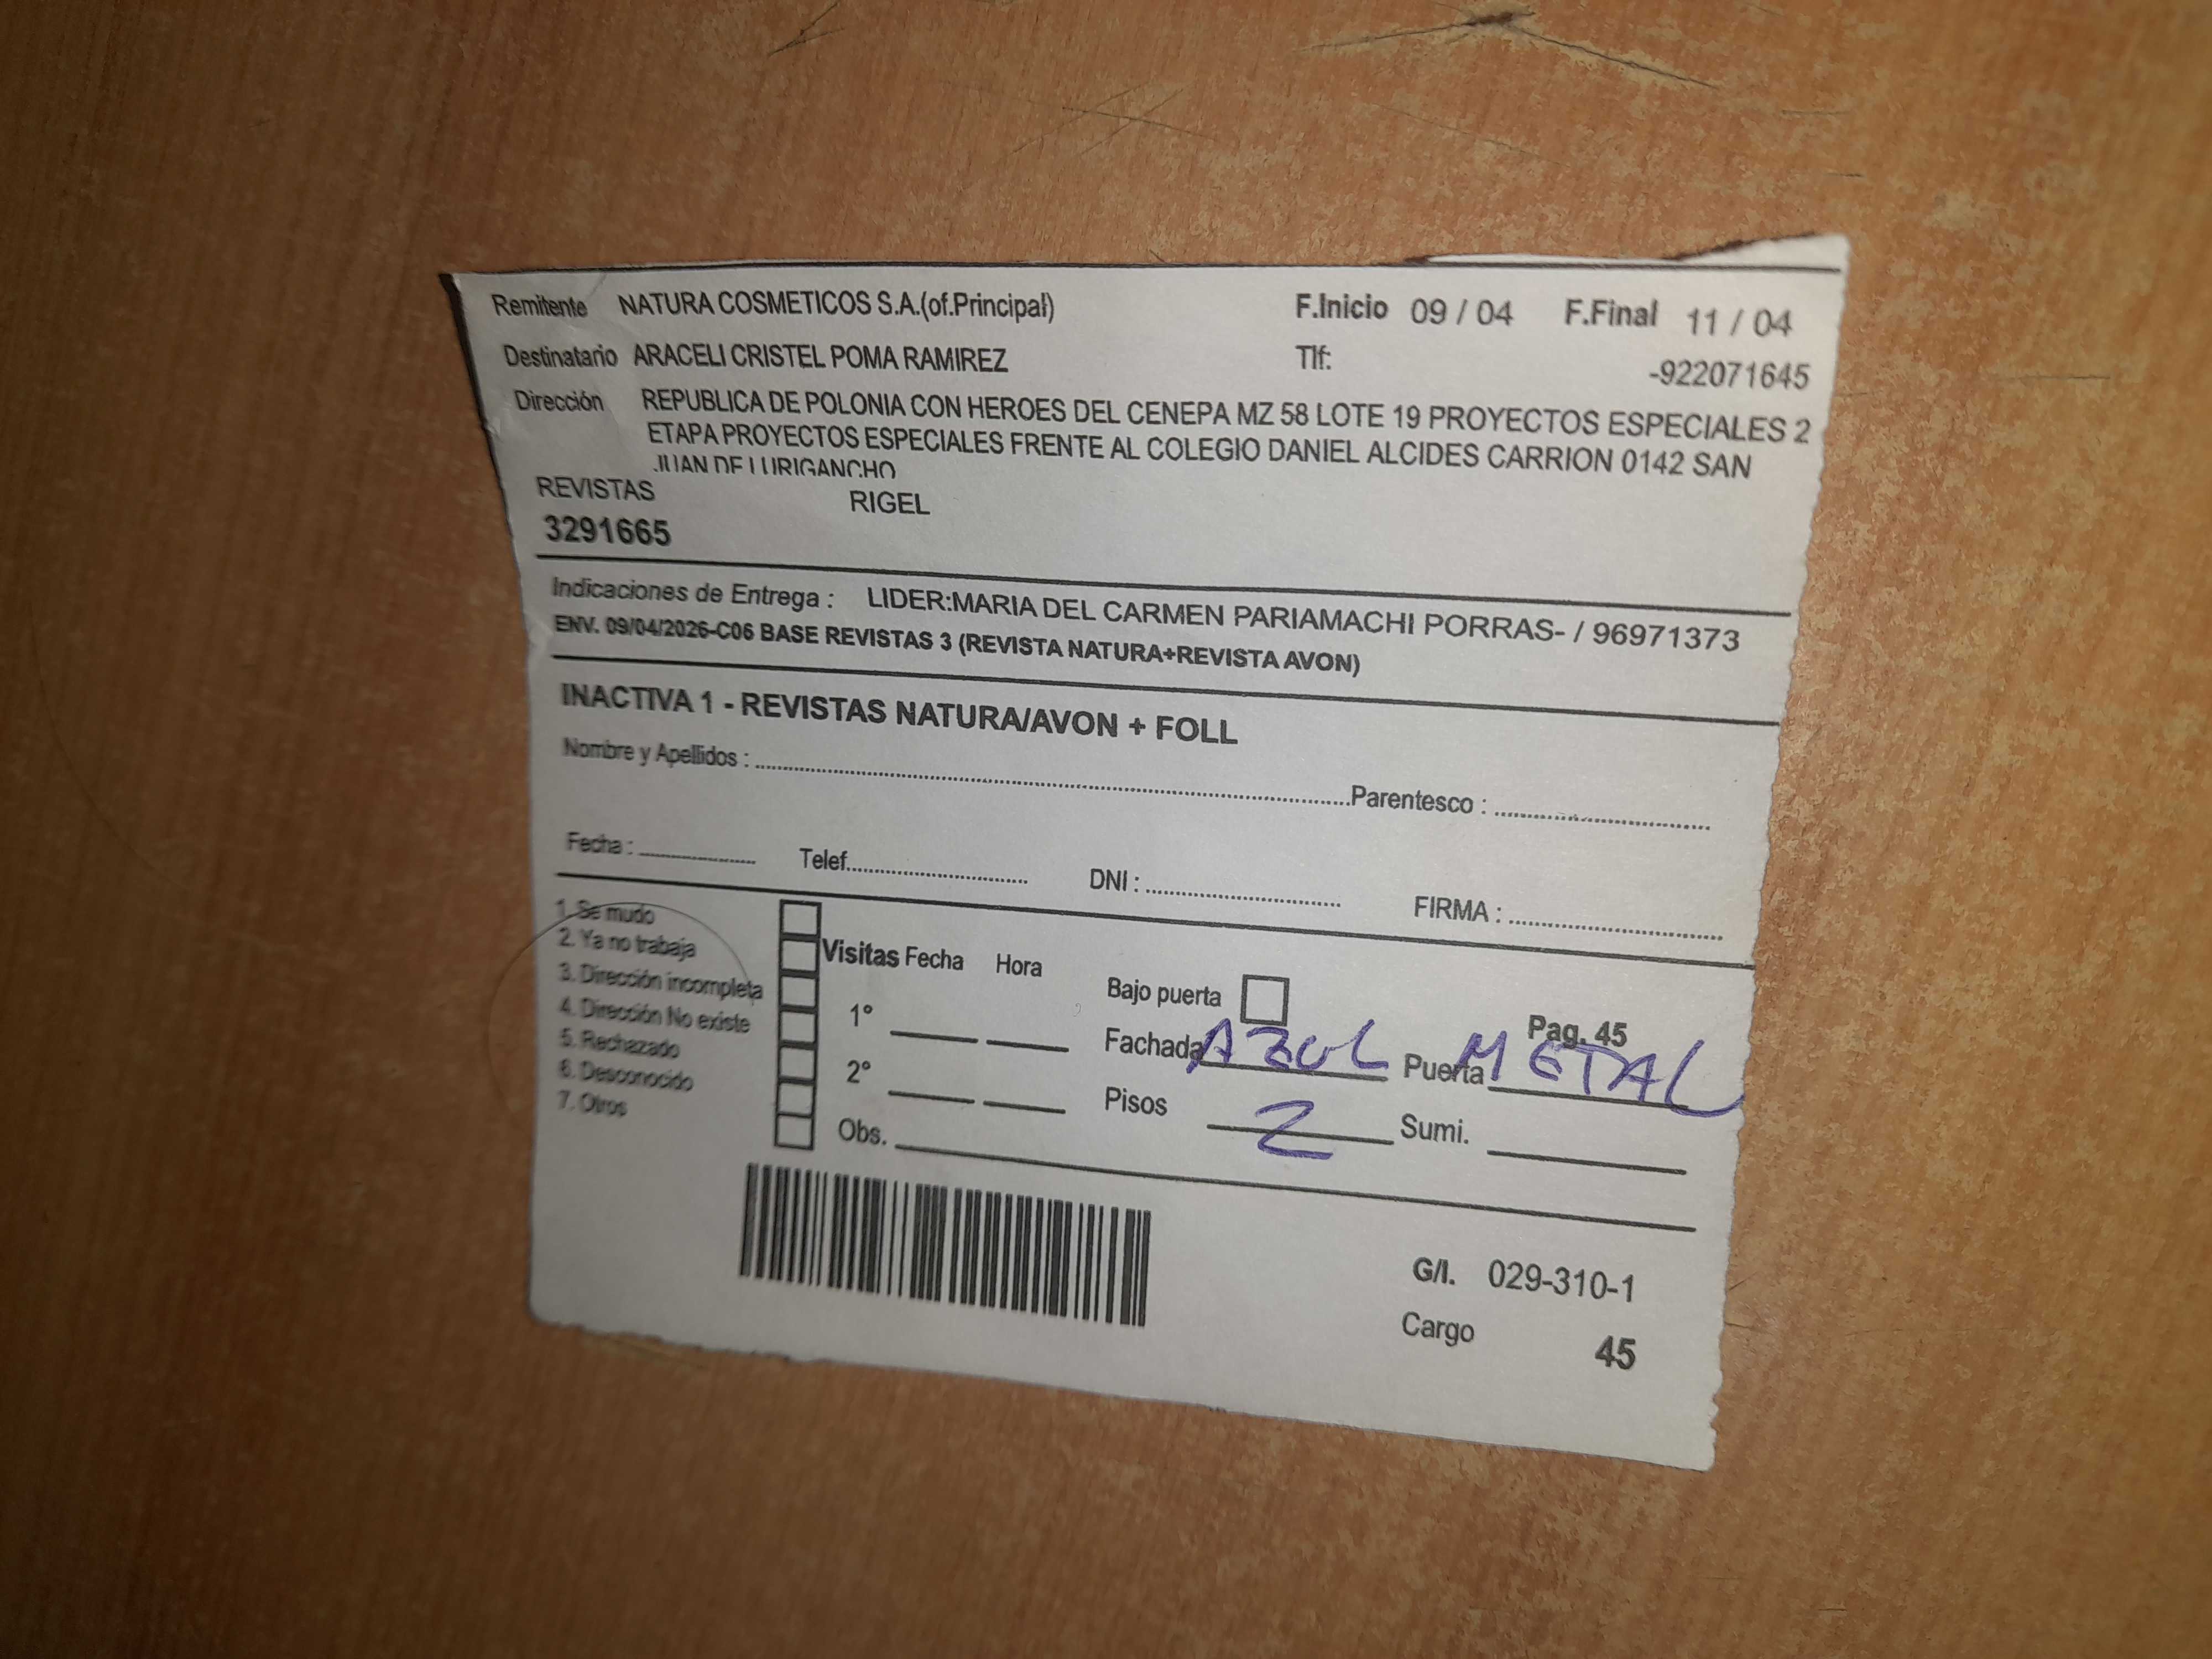 Remitente NATURA COSMETICOS S.A.(of.Principal) F.Inicio 09 / 04 F.Final 11 / 04
Destinatario ARACELI CRISTEL POMA RAMIREZ Tlf: -922071645
Dirección REPUBLICA DE POLONIA CON HEROES DEL CENEPA MZ 58 LOTE 19 PROYECTOS ESPECIALES 2
ETAPA PROYECTOS ESPECIALES FRENTE AL COLEGIO DANIEL ALCIDES CARRION 0142 SAN
JUAN DE LURIGANCHO
REVISTAS RIGEL
3291665
Indicaciones de Entrega : LIDER:MARIA DEL CARMEN PARIAMACHI PORRAS- / 96971373
ENV. 09/04/2026-C06 BASE REVISTAS 3 (REVISTA NATURA+REVISTA AVON)
INACTIVA 1 - REVISTAS NATURA/AVON + FOLL
Nombre y Apellidos : Parentesco :
Fecha : Telef. DNI : FIRMA :
1. Se mudo
2. Ya no trabaja
3. Dirección incompleta
4. Dirección No existe
5. Rechazado
6. Desconocido
7. Otros
Visitas Fecha Hora
1°
2°
Obs.
Bajo puerta Pag. 45
Fachada AZUL Puerta METAL
Pisos 2 Sumi.
G/I. 029-310-1
Cargo 45